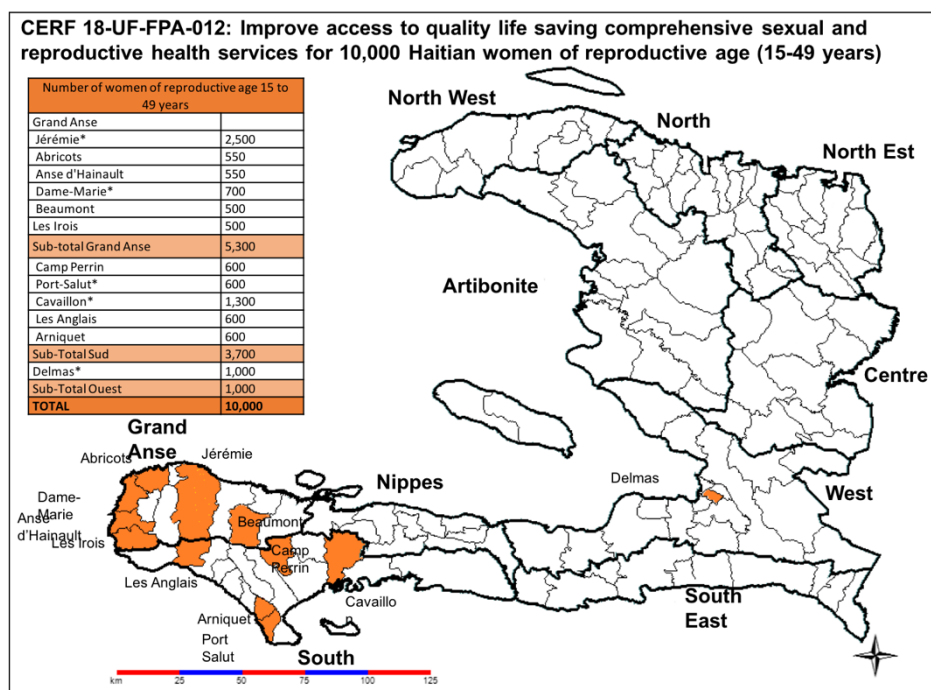 CERF 18-UF-FPA-012: Improve access to quality life saving comprehensive sexual and
reproductive health services for 10,000 Haitian women of reproductive age (15-49 years)
Number of women of reproductive age 15 to
49 years
Grand Anse
Jérémie* 2,500
Abricots 550
Anse d'Hainault 550
Dame-Marie* 700
Beaumont 500
Les Irois 500
Sub-total Grand Anse 5,300
Camp Perrin 600
Port-Salut* 600
Cavaillon* 1,300
Les Anglais 600
Arniquet 600
Sub-Total Sud 3,700
Delmas* 1,000
Sub-Total Ouest 1,000
TOTAL 10,000
North West
North
North Est
Artibonite
Centre
Grand
Anse
Abricots
Jérémie
Dame-
Marie
Anse
d'Hainault
Les Irois
Beaumont
Nippes
Delmas
West
Camp
Perrin
Les Anglais
Cavaillo
n
Arniquet
Port
Salut
South
South
East
km 25 50 75 100 125